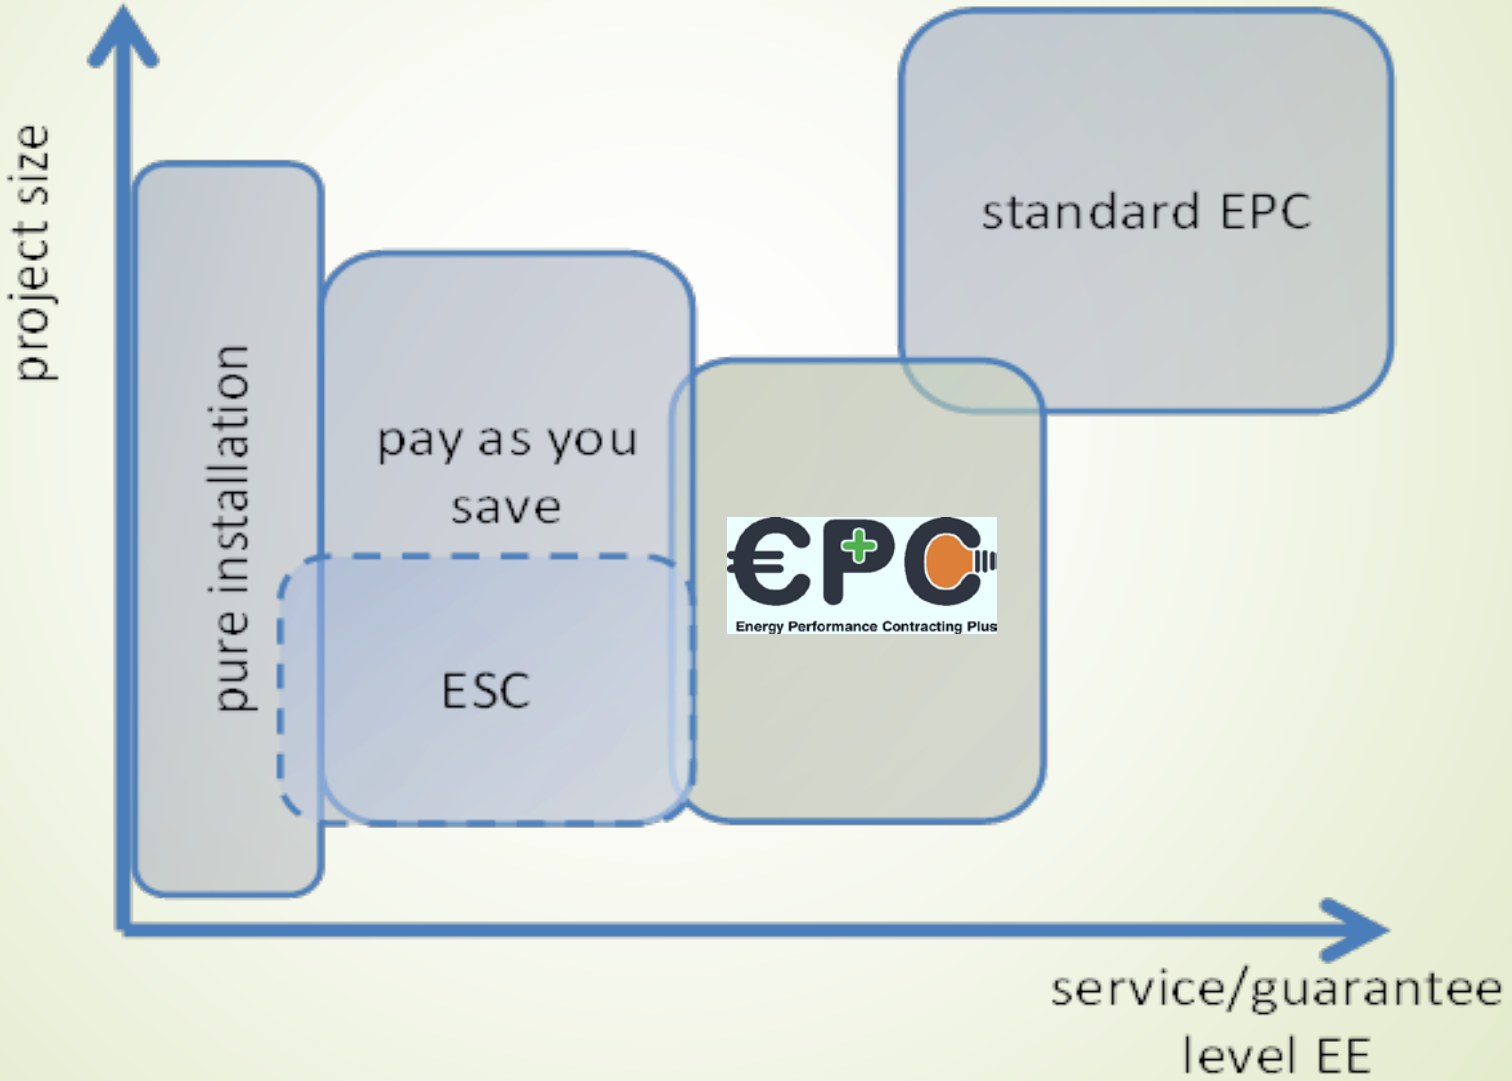 project size
pure installation
pay as you
save
ESC
€PC
Energy Performance Contracting Plus
standard EPC
service/guarantee
level EE